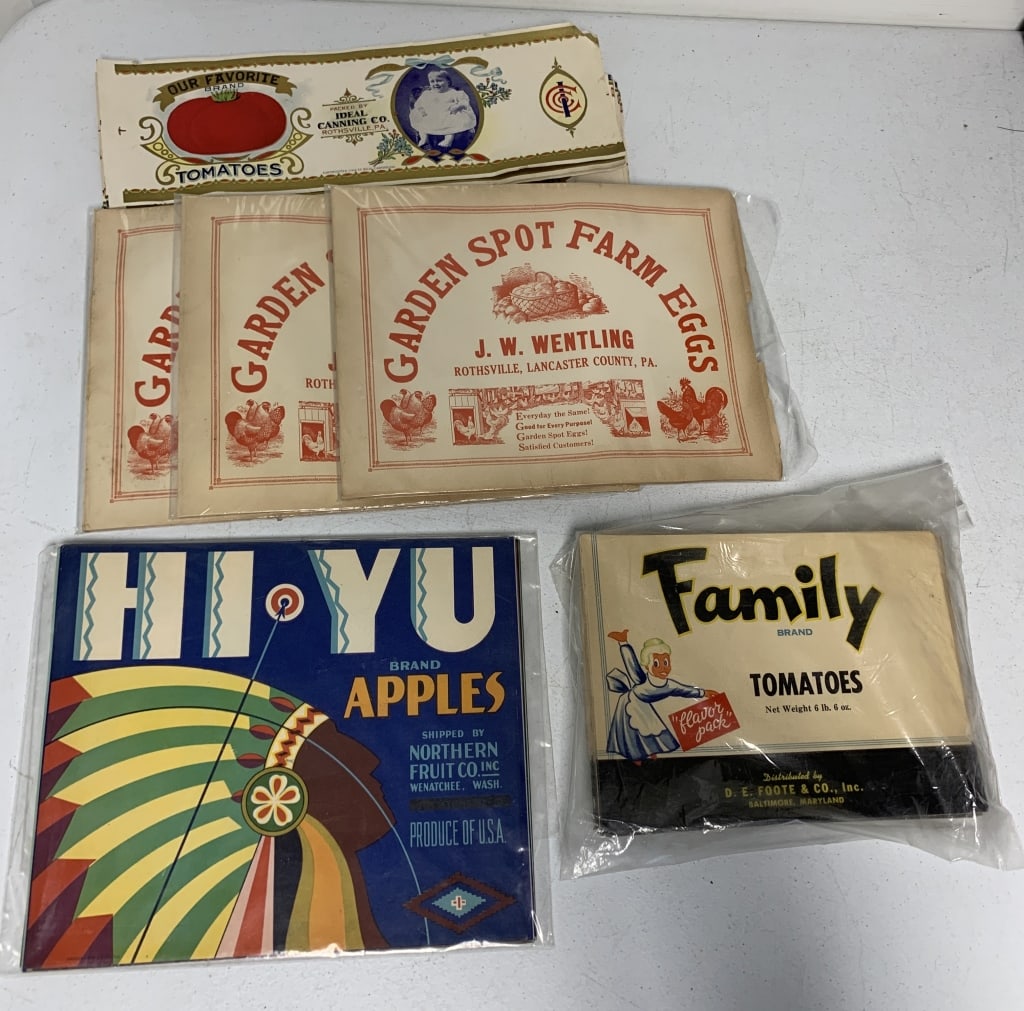 OUR FAVORITE
BRAND
TOMATOES
PACKED BY
IDEAL
CANNING CO.
ROTHSVILLE, PA.
GARD
GARDEN S
J.
ROTH
GARDEN SPOT FARM EGGS
J. W. WENTLING
ROTHSVILLE, LANCASTER COUNTY, PA.
Everyday the Same!
Good for Every Purpose!
Garden Spot Eggs!
Satisfied Customers!
HI·YU
BRAND
APPLES
SHIPPED BY
NORTHERN
FRUIT CO. INC
WENATCHEE, WASH.
PRODUCE OF U.S.A.
Family
BRAND
TOMATOES
Net Weight 6 lb. 6 oz.
"flavor
pack"
Distributed by
D. E. FOOTE & CO., Inc.
BALTIMORE, MARYLAND